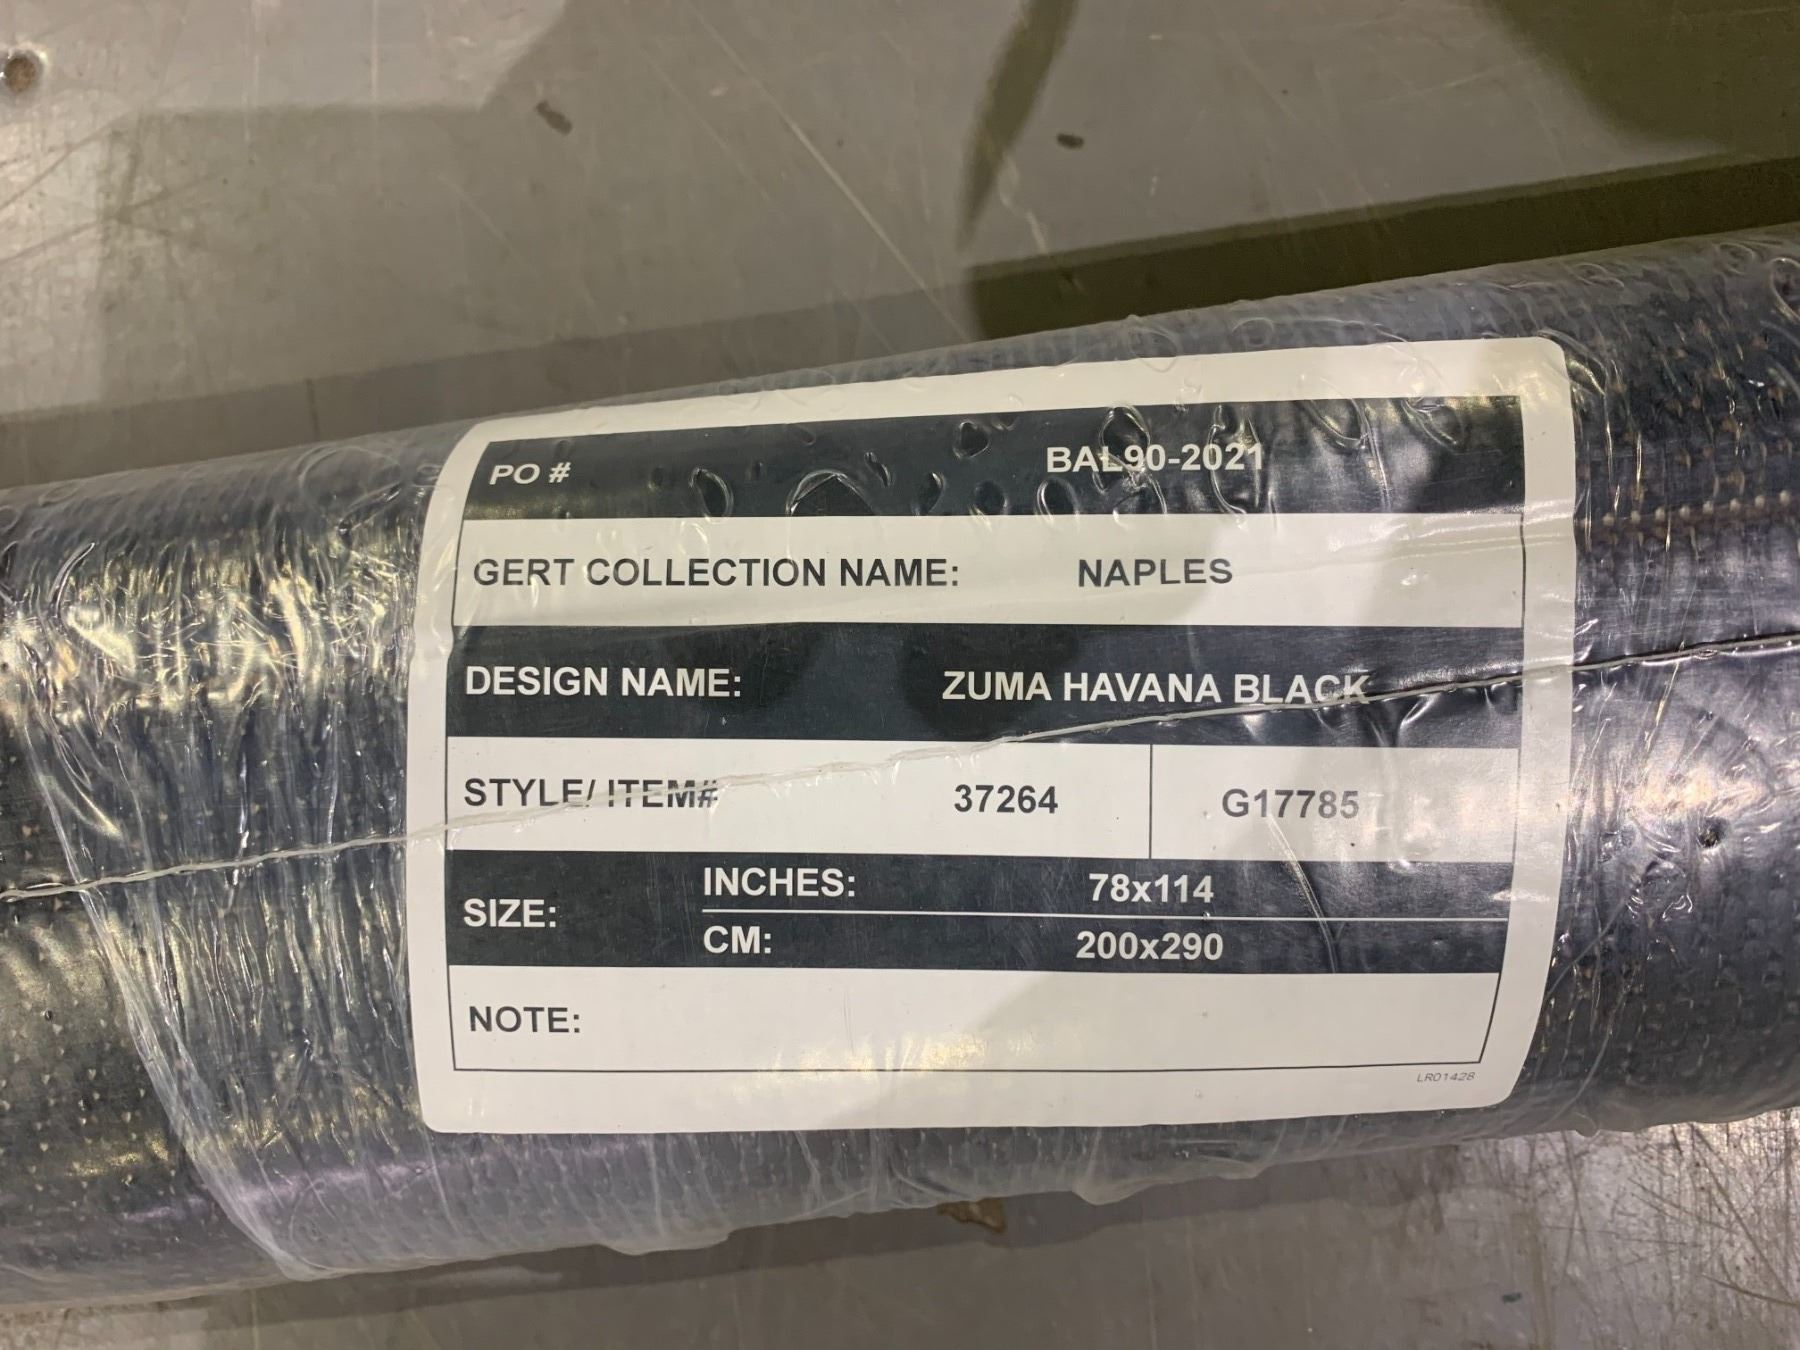 PO # BAL90-2021
GERT COLLECTION NAME: NAPLES
DESIGN NAME: ZUMA HAVANA BLACK
STYLE/ ITEM# 37264 G17785
SIZE: INCHES: 78x114
CM: 200x290
NOTE:
LR01428